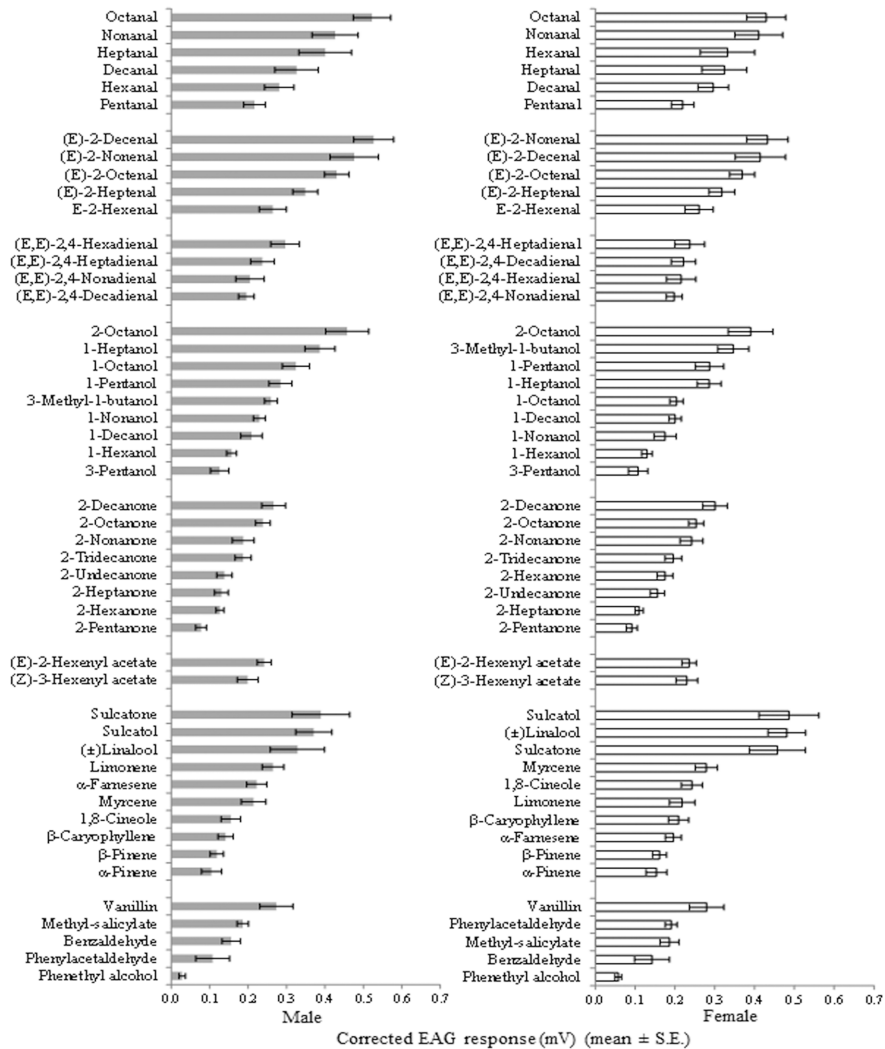 Octanal
Nonanal
Heptanal
Decanal
Hexanal
Pentanal
(E)-2-Decenal
(E)-2-Nonenal
(E)-2-Octenal
(E)-2-Heptenal
E-2-Hexenal
(E,E)-2,4-Hexadienal
(E,E)-2,4-Heptadienal
(E,E)-2,4-Nonadienal
(E,E)-2,4-Decadienal
2-Octanol
1-Heptanol
1-Octanol
1-Pentanol
3-Methyl-1-butanol
1-Nonanol
1-Decanol
1-Hexanol
3-Pentanol
2-Decanone
2-Octanone
2-Nonanone
2-Tridecanone
2-Undecanone
2-Heptanone
2-Hexanone
2-Pentanone
(E)-2-Hexenyl acetate
(Z)-3-Hexenyl acetate
Sulcatone
Sulcatol
(±)Linalool
Limonene
α-Farnesene
Myrcene
1,8-Cineole
β-Caryophyllene
β-Pinene
α-Pinene
Vanillin
Methyl-salicylate
Benzaldehyde
Phenylacetaldehyde
Phenethyl alcohol
0.0 0.1 0.2 0.3 0.4 0.5 0.6 0.7
Male
Octanal
Nonanal
Hexanal
Heptanal
Decanal
Pentanal
(E)-2-Nonenal
(E)-2-Decenal
(E)-2-Octenal
(E)-2-Heptenal
E-2-Hexenal
(E,E)-2,4-Heptadienal
(E,E)-2,4-Decadienal
(E,E)-2,4-Hexadienal
(E,E)-2,4-Nonadienal
2-Octanol
3-Methyl-1-butanol
1-Pentanol
1-Heptanol
1-Octanol
1-Decanol
1-Nonanol
1-Hexanol
3-Pentanol
2-Decanone
2-Octanone
2-Nonanone
2-Tridecanone
2-Hexanone
2-Undecanone
2-Heptanone
2-Pentanone
(E)-2-Hexenyl acetate
(Z)-3-Hexenyl acetate
Sulcatol
(±)Linalool
Sulcatone
Myrcene
1,8-Cineole
Limonene
β-Caryophyllene
α-Farnesene
β-Pinene
α-Pinene
Vanillin
Phenylacetaldehyde
Methyl-salicylate
Benzaldehyde
Phenethyl alcohol
0.0 0.1 0.2 0.3 0.4 0.5 0.6 0.7
Female
Corrected EAG response (mV) (mean ± S.E.)